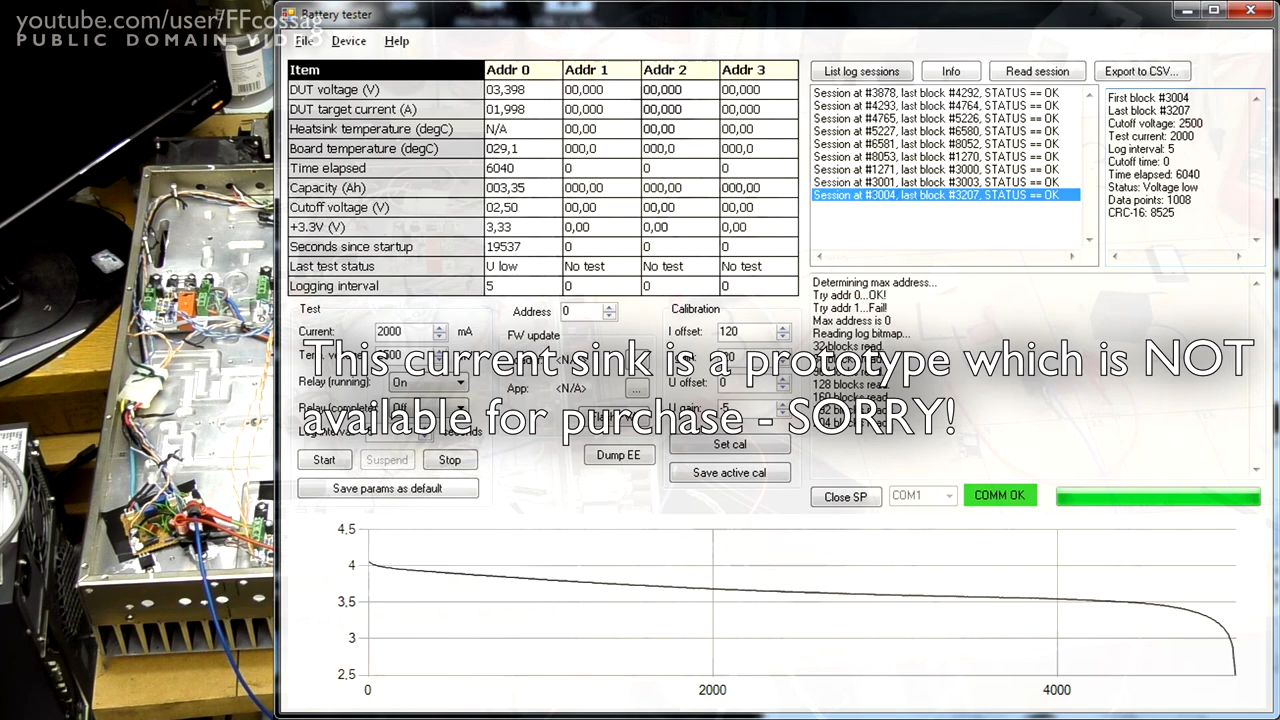 youtube.com/user/FFcossag
PUBLIC DOMAIN VIDEO
Battery tester
File Device Help
Item Addr 0 Addr 1 Addr 2 Addr 3
DUT voltage (V) 03,398 00,000 00,000 00,000
DUT target current (A) 01,998 00,000 00,000 00,000
Heatsink temperature (degC) N/A 00,00 00,00 00,00
Board temperature (degC) 029,1 000,0 000,0 000,0
Time elapsed 6040 0 0 0
Capacity (Ah) 003,35 000,00 000,00 000,00
Cutoff voltage (V) 02,50 00,00 00,00 00,00
+3.3V (V) 3,33 0,00 0,00 0,00
Seconds since startup 19537 0 0 0
Last test status U low No test No test No test
Logging interval 5 0 0 0
List log sessions Info Read session Export to CSV...
Session at #3878, last block #4292, STATUS == OK
Session at #4293, last block #4764, STATUS == OK
Session at #4765, last block #5226, STATUS == OK
Session at #5227, last block #6580, STATUS == OK
Session at #6581, last block #8052, STATUS == OK
Session at #8053, last block #1270, STATUS == OK
Session at #1271, last block #3000, STATUS == OK
Session at #3001, last block #3003, STATUS == OK
Session at #3004, last block #3207, STATUS == OK
First block #3004
Last block #3207
Cutoff voltage: 2500
Test current: 2000
Log interval: 5
Cutoff time: 0
Time elapsed: 6040
Status: Voltage low
Data points: 1008
CRC-16: 8525
Determining max address...
Try addr 0...OK!
Try addr 1...Fail!
Max address is 0
Reading log bitmap...
32 blocks read
128 blocks read
160 blocks read
Test
Current: 2000 mA
Relay (running): On
Relay (complete): Off
Start Suspend Stop
Save params as default
Address 0
FW update
App: <N/A> ...
Dump EE
Calibration
I offset: 120
U offset: 0
U gain: -5
Set cal
Save active cal
This current sink is a prototype which is NOT
available for purchase - SORRY!
Close SP COM1 COMM OK
4,5
4
3,5
3
2,5
0 2000 4000